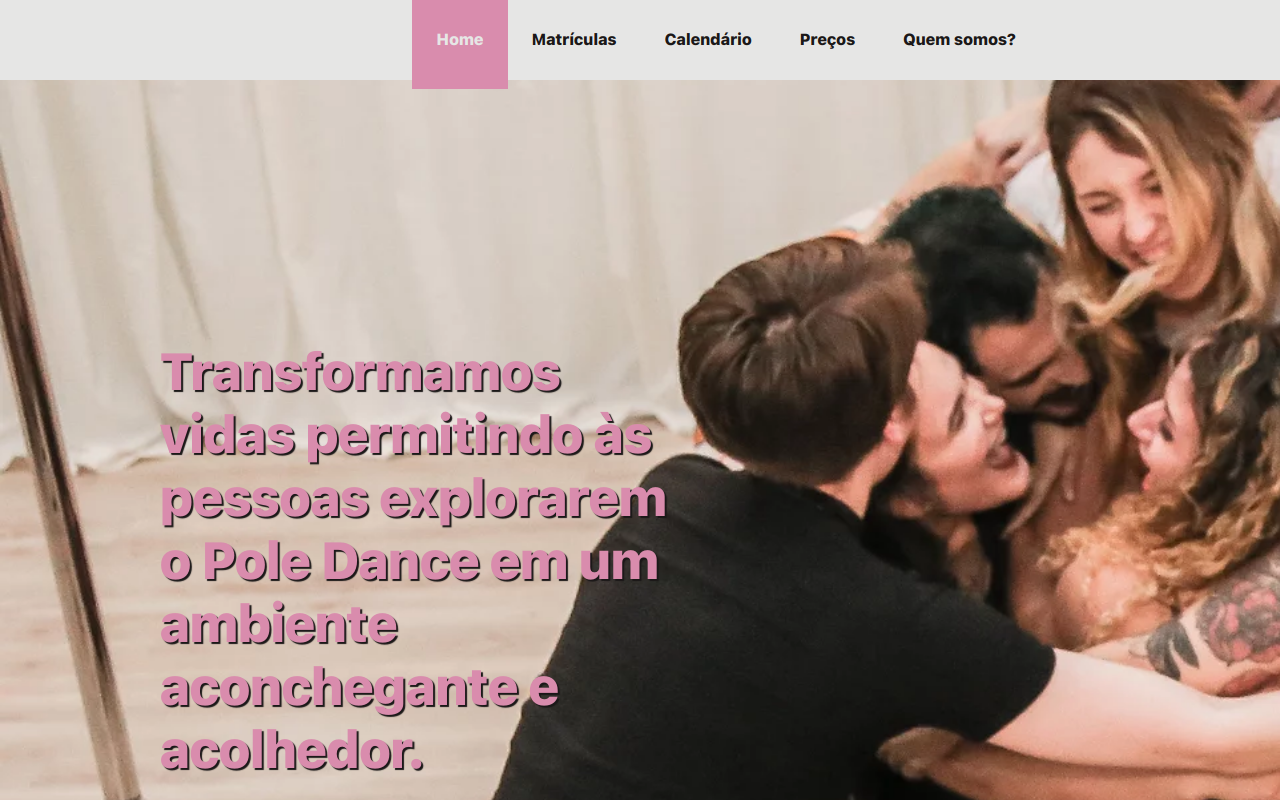 Home Matrículas Calendário Preços Quem somos?
Transformamos
vidas permitindo às
pessoas explorarem
o Pole Dance em um
ambiente
aconchegante e
acolhedor.